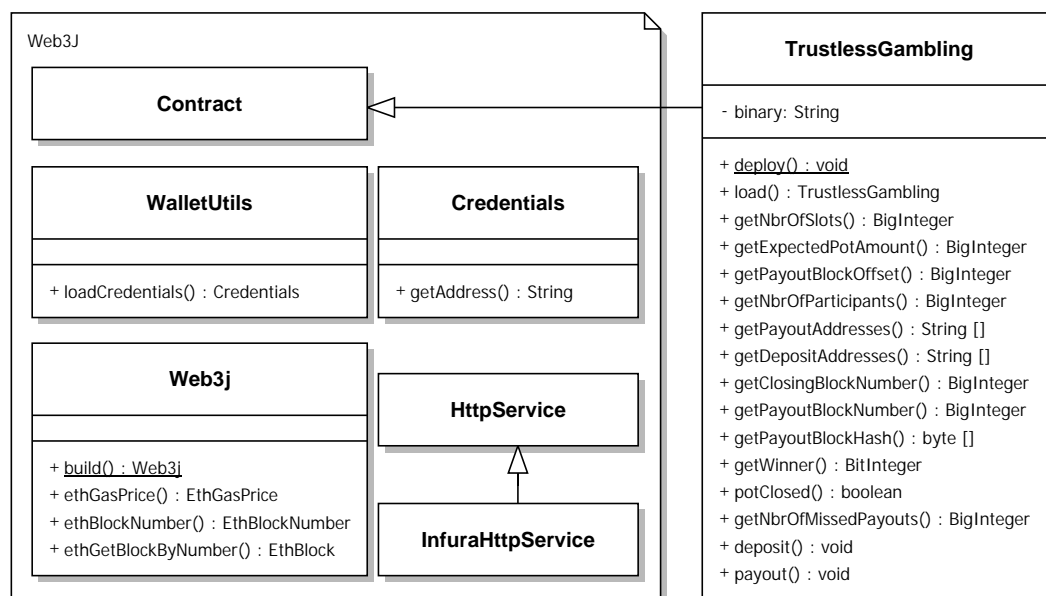 Web3J
Contract
WalletUtils
+ loadCredentials() : Credentials
Credentials
+ getAddress() : String
Web3j
+ build() : Web3j
+ ethGasPrice() : EthGasPrice
+ ethBlockNumber() : EthBlockNumber
+ ethGetBlockByNumber() : EthBlock
HttpService
InfuraHttpService
TrustlessGambling
- binary: String
+ deploy() : void
+ load() : TrustlessGambling
+ getNbrOfSlots() : BigInteger
+ getExpectedPotAmount() : BigInteger
+ getPayoutBlockOffset() : BigInteger
+ getNbrOfParticipants() : BigInteger
+ getPayoutAddresses() : String []
+ getDepositAddresses() : String []
+ getClosingBlockNumber() : BigInteger
+ getPayoutBlockNumber() : BigInteger
+ getPayoutBlockHash() : byte []
+ getWinner() : BitInteger
+ potClosed() : boolean
+ getNbrOfMissedPayouts() : BigInteger
+ deposit() : void
+ payout() : void